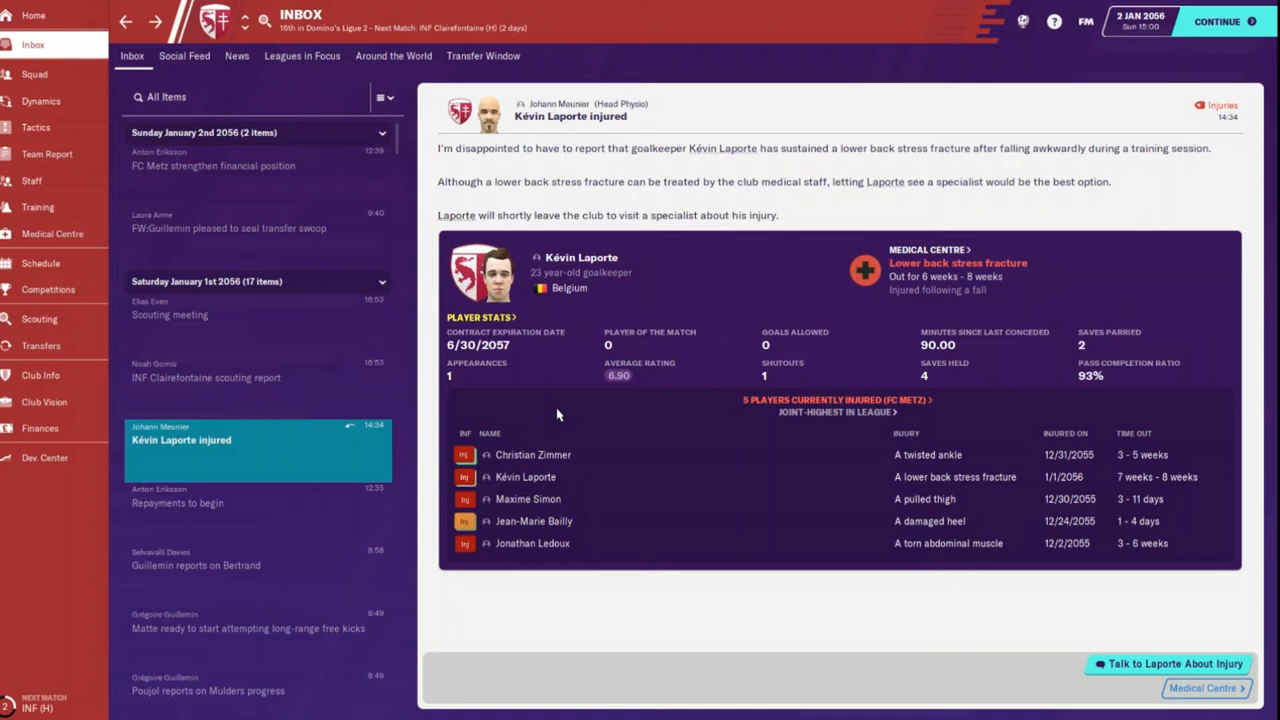 Home
Inbox
Squad
Dynamics
Tactics
Team Report
Staff
Training
Medical Centre
Schedule
Competitions
Scouting
Transfers
Club Info
Club Vision
Finances
Dev. Center
2
NEXT MATCH
INF (H)
INBOX
16th in Domino's Ligue 2 - Next Match: INF Clairefontaine (H) (2 days)
?
FM
2 JAN 2056
Sun 15:00
CONTINUE
Inbox
Social Feed
News
Leagues in Focus
Around the World
Transfer Window
All Items
Sunday January 2nd 2056 (2 items)
Anton Eriksson 12:39
FC Metz strengthen financial position
Laura Anne 9:40
FW:Guillemin pleased to seal transfer swoop
Saturday January 1st 2056 (17 items)
Elias Even 16:53
Scouting meeting
Noah Gomis 16:53
INF Clairefontaine scouting report
Johann Meunier 14:34
Kévin Laporte injured
Anton Eriksson 12:35
Repayments to begin
Selvavalli Davies 8:58
Guillemin reports on Bertrand
Grégoire Guillemin 8:49
Matte ready to start attempting long-range free kicks
Grégoire Guillemin 8:49
Poujol reports on Mulders progress
Johann Meunier (Head Physio)
Kévin Laporte injured
Injuries
14:34
I'm disappointed to have to report that goalkeeper Kévin Laporte has sustained a lower back stress fracture after falling awkwardly during a training session.
Although a lower back stress fracture can be treated by the club medical staff, letting Laporte see a specialist would be the best option.
Laporte will shortly leave the club to visit a specialist about his injury.
Kévin Laporte
23 year-old goalkeeper
Belgium
MEDICAL CENTRE
Lower back stress fracture
Out for 6 weeks - 8 weeks
Injured following a fall
PLAYER STATS
CONTRACT EXPIRATION DATE PLAYER OF THE MATCH GOALS ALLOWED MINUTES SINCE LAST CONCEDED SAVES PARRIED
6/30/2057 0 0 90.00 2
APPEARANCES AVERAGE RATING SHUTOUTS SAVES HELD PASS COMPLETION RATIO
1 6.90 1 4 93%
5 PLAYERS CURRENTLY INJURED (FC METZ)
JOINT-HIGHEST IN LEAGUE
INF NAME INJURY INJURED ON TIME OUT
Inj Christian Zimmer A twisted ankle 12/31/2055 3 - 5 weeks
Inj Kévin Laporte A lower back stress fracture 1/1/2056 7 weeks - 8 weeks
Inj Maxime Simon A pulled thigh 12/30/2055 3 - 11 days
Inj Jean-Marie Bailly A damaged heel 12/24/2055 1 - 4 days
Inj Jonathan Ledoux A torn abdominal muscle 12/2/2055 3 - 6 weeks
Talk to Laporte About Injury
Medical Centre